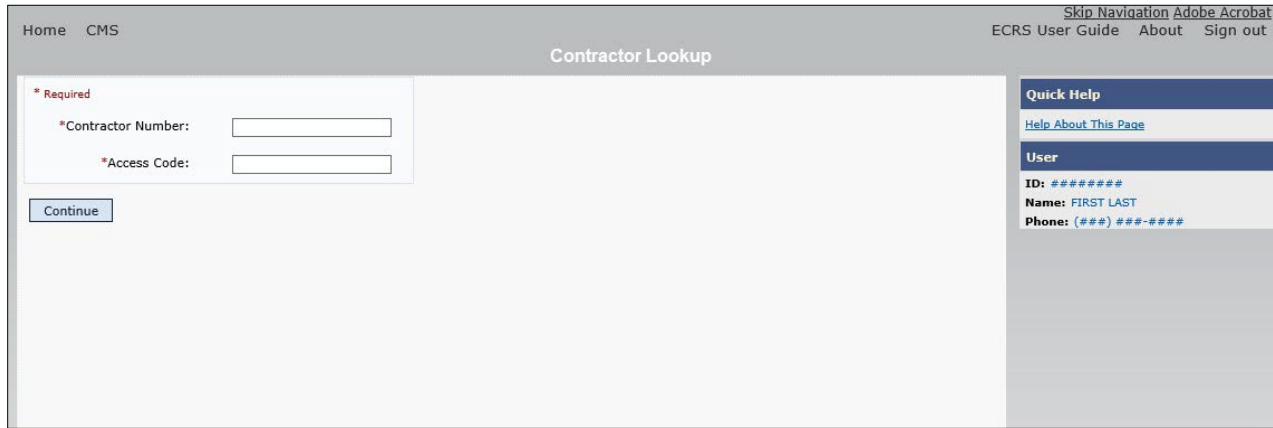 Skip Navigation Adobe Acrobat
Home CMS
ECRS User Guide About Sign out
Contractor Lookup
* Required
*Contractor Number:
*Access Code:
Continue
Quick Help
Help About This Page
User
ID: ########
Name: FIRST LAST
Phone: (###) ###-####